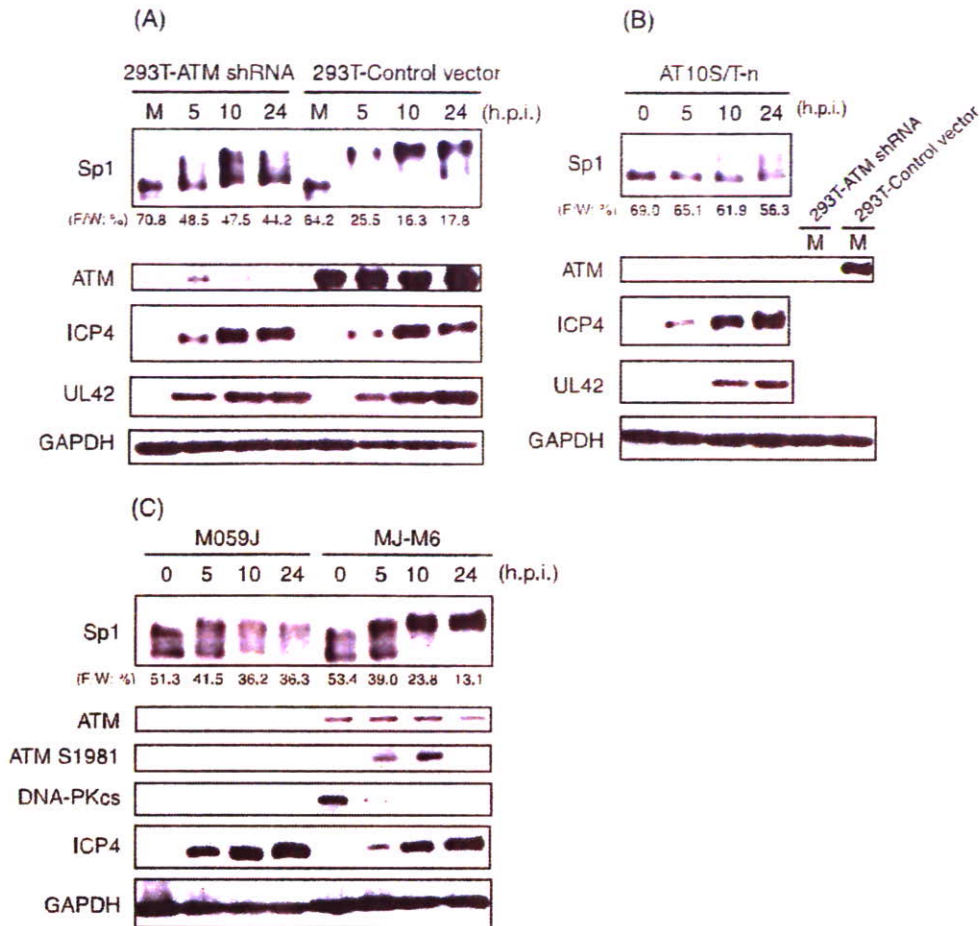 (A)
293T-ATM shRNA 293T-Control vector
M 5 10 24 M 5 10 24 (h.p.i.)
Sp1
(F/W: %) 70.8 48.5 47.5 44.2 64.2 25.5 16.3 17.8
ATM
ICP4
UL42
GAPDH
(B)
AT10S/T-n
0 5 10 24 (h.p.i.)
Sp1
(F/W: %) 69.0 65.1 61.9 56.3
293T-ATM shRNA
293T-Control vector
M M
ATM
ICP4
UL42
GAPDH
(C)
M059J MJ-M6
0 5 10 24 0 5 10 24 (h.p.i.)
Sp1
(F/W: %) 51.3 41.5 36.2 36.3 53.4 39.0 23.8 13.1
ATM
ATM S1981
DNA-PKcs
ICP4
GAPDH